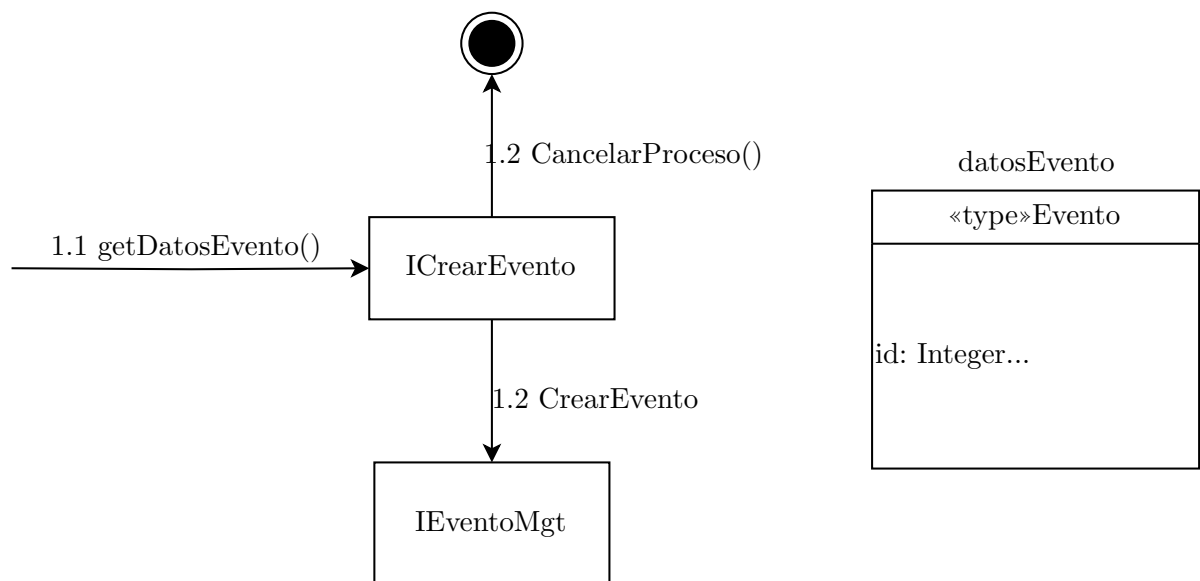 1.2 CancelarProceso()
datosEvento
«type»Evento
1.1 getDatosEvento()
ICrearEvento
id: Integer...
1.2 CrearEvento
IEventoMgt